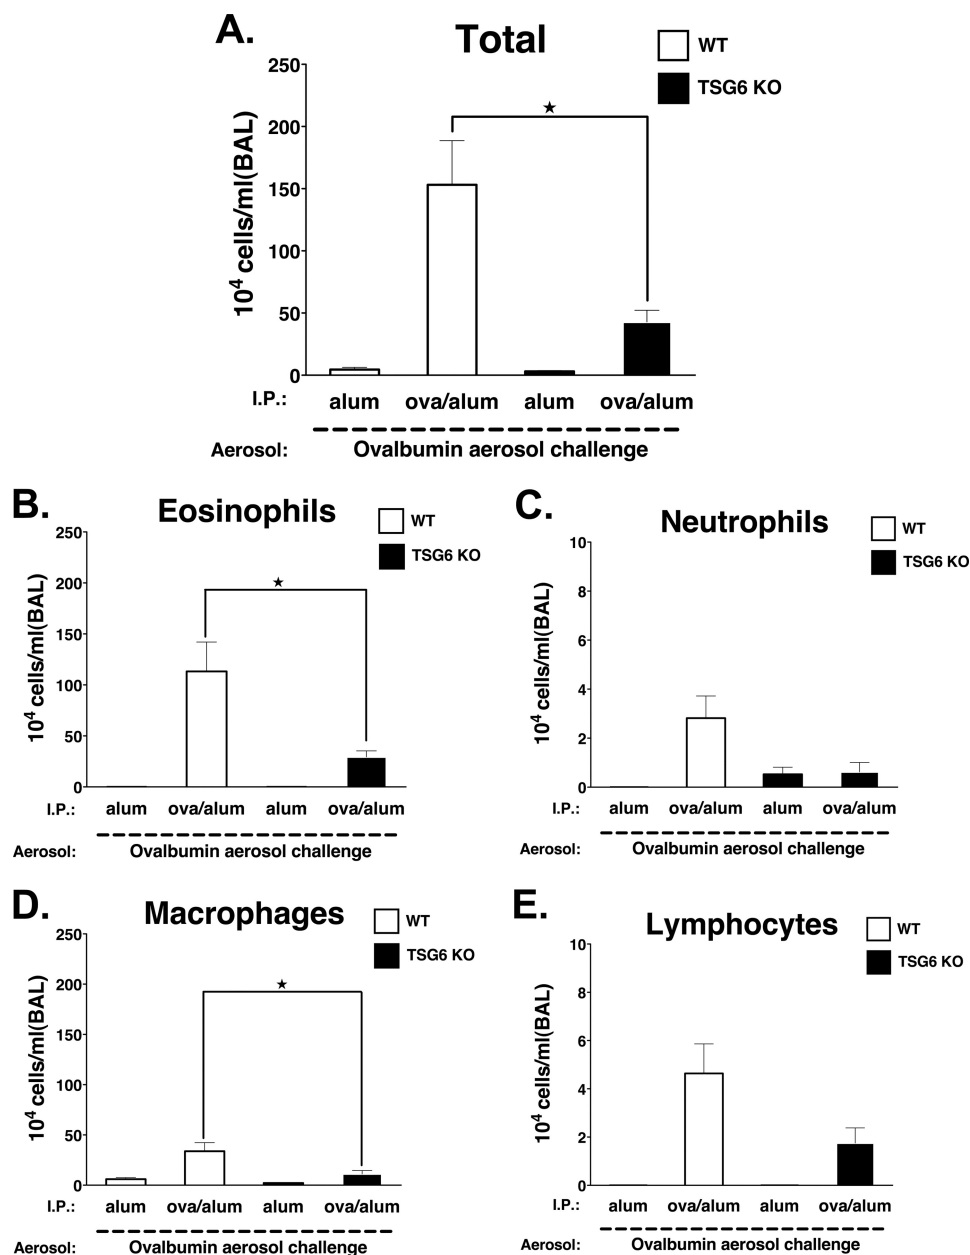 A.
Total
WT
TSG6 KO
10⁴ cells/ml(BAL)
250
200
150
100
50
0
★
I.P.: alum ova/alum alum ova/alum
Aerosol: Ovalbumin aerosol challenge
B.
Eosinophils
WT
TSG6 KO
10⁴ cells/ml(BAL)
250
200
150
100
50
0
★
I.P.: alum ova/alum alum ova/alum
Aerosol: Ovalbumin aerosol challenge
C.
Neutrophils
WT
TSG6 KO
10⁴ cells/ml(BAL)
10
8
6
4
2
0
I.P.: alum ova/alum alum ova/alum
Aerosol: Ovalbumin aerosol challenge
D.
Macrophages
WT
TSG6 KO
10⁴ cells/ml(BAL)
250
200
150
100
50
0
★
I.P.: alum ova/alum alum ova/alum
Aerosol: Ovalbumin aerosol challenge
E.
Lymphocytes
WT
TSG6 KO
10⁴ cells/ml(BAL)
10
8
6
4
2
0
I.P.: alum ova/alum alum ova/alum
Aerosol: Ovalbumin aerosol challenge